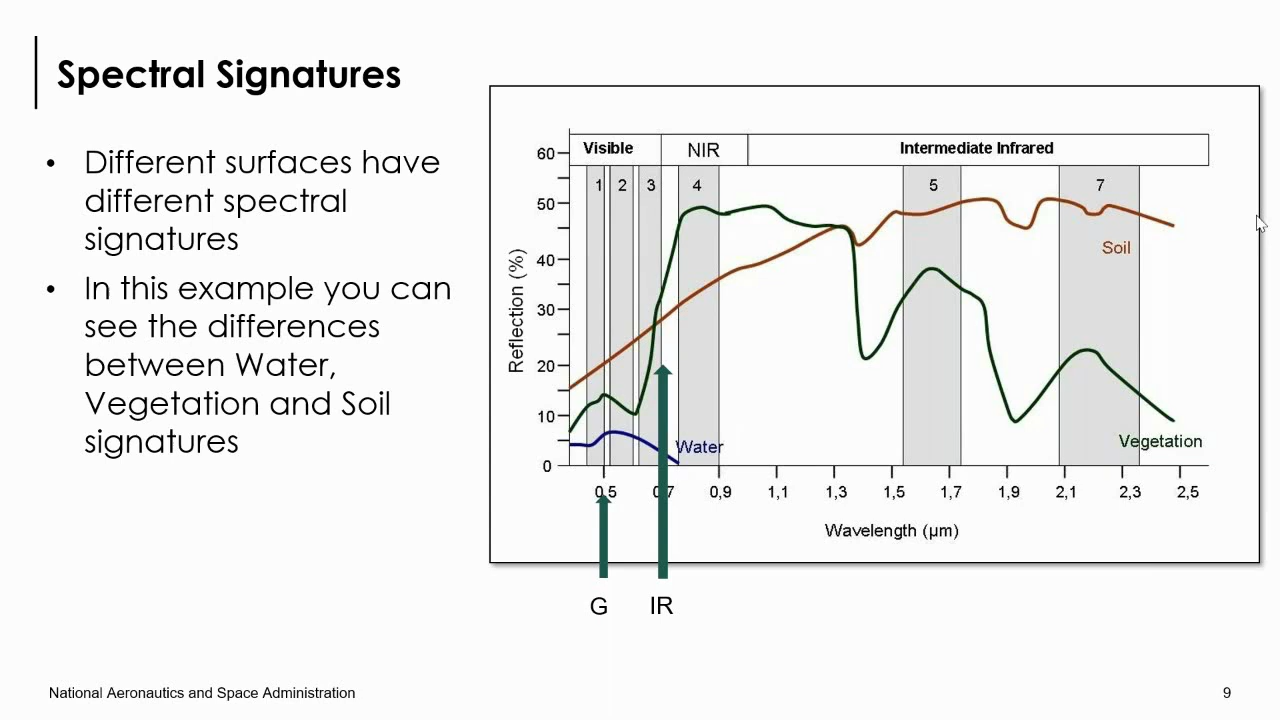 Spectral Signatures
• Different surfaces have
different spectral
signatures
• In this example you can
see the differences
between Water,
Vegetation and Soil
signatures
Visible NIR Intermediate Infrared
1 2 3 4 5 7
60
50
40
30
20
10
0
Reflection (%)
Soil
Water
Vegetation
0,5 0,7 0,9 1,1 1,3 1,5 1,7 1,9 2,1 2,3 2,5
Wavelength (µm)
G IR
National Aeronautics and Space Administration
9